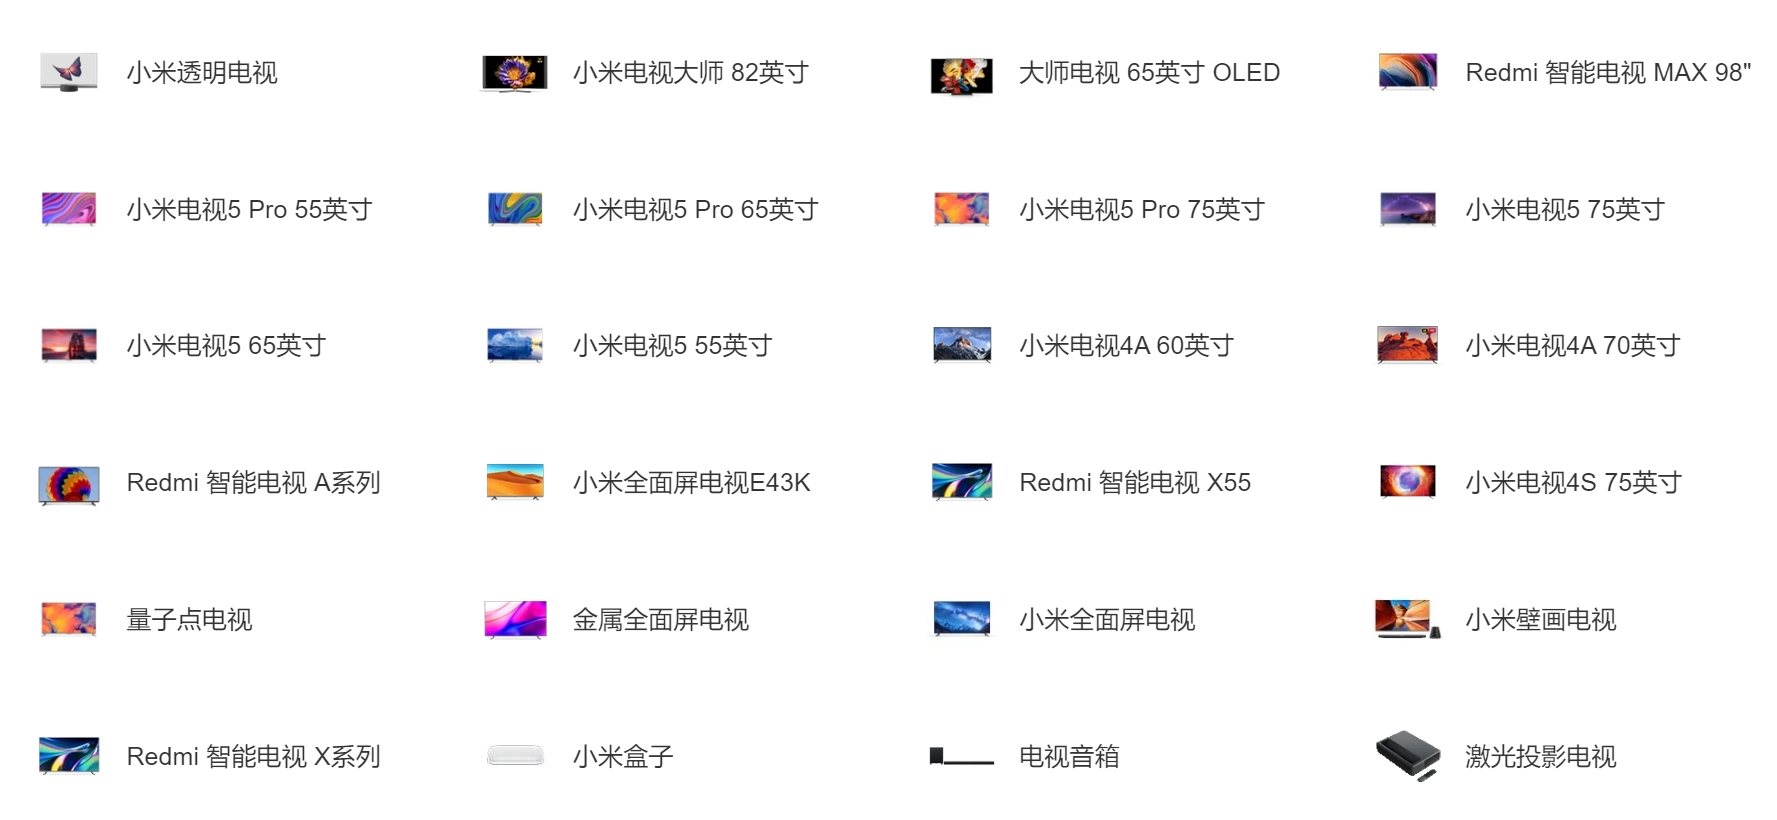 小米透明电视
小米电视大师 82英寸
大师电视 65英寸 OLED
Redmi 智能电视 MAX 98"
小米电视5 Pro 55英寸
小米电视5 Pro 65英寸
小米电视5 Pro 75英寸
小米电视5 75英寸
小米电视5 65英寸
小米电视5 55英寸
小米电视4A 60英寸
小米电视4A 70英寸
Redmi 智能电视 A系列
小米全面屏电视E43K
Redmi 智能电视 X55
小米电视4S 75英寸
量子点电视
金属全面屏电视
小米全面屏电视
小米壁画电视
Redmi 智能电视 X系列
小米盒子
电视音箱
激光投影电视